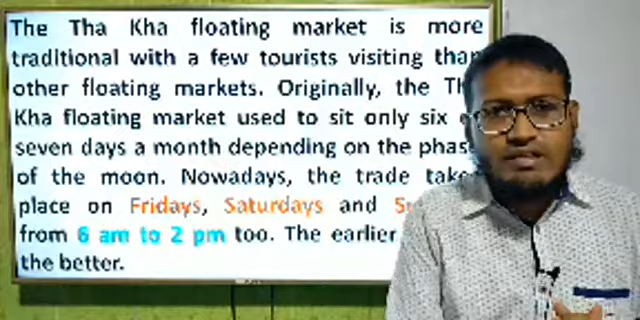 The Tha Kha floating market is more
traditional with a few tourists visiting than
other floating markets. Originally, the
Kha floating market used to sit only six
seven days a month depending on the
of the moon. Nowadays, the trade
place on Fridays, Saturdays and
from 6 am to 2 pm too. The earlier
the better.